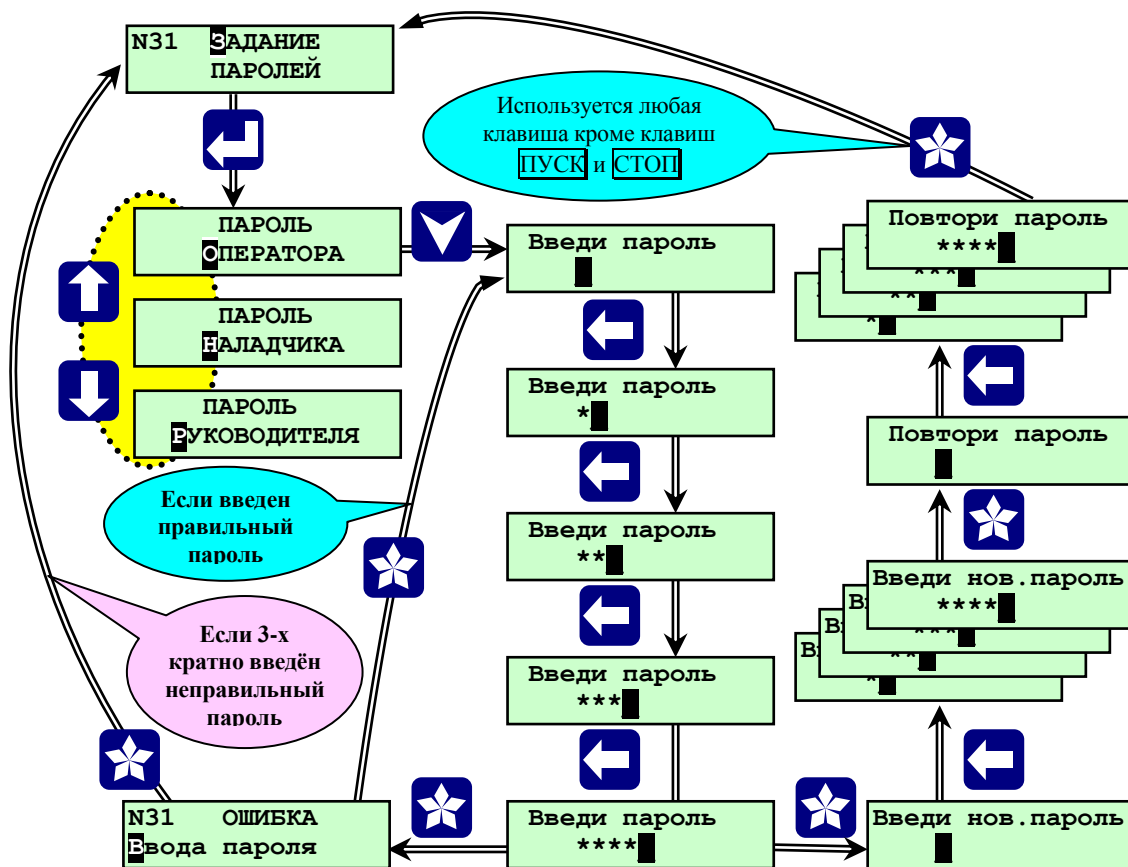 N31 ЗАДАНИЕ
ПАРОЛЕЙ
Используется любая
клавиша кроме клавиш
ПУСК и СТОП
ПАРОЛЬ
ОПЕРАТОРА
ПАРОЛЬ
НАЛАДЧИКА
ПАРОЛЬ
РУКОВОДИТЕЛЯ
Если введен
правильный
пароль
Если 3-х
кратно введён
неправильный
пароль
N31 ОШИБКА
Ввода пароля
Введи пароль
Введи пароль
*
Введи пароль
**
Введи пароль
***
Введи пароль
****
Повтори пароль
****
***
**
*
Повтори пароль
Введи нов.пароль
****
В
***
В
**
Вв
*
Введи нов.пароль